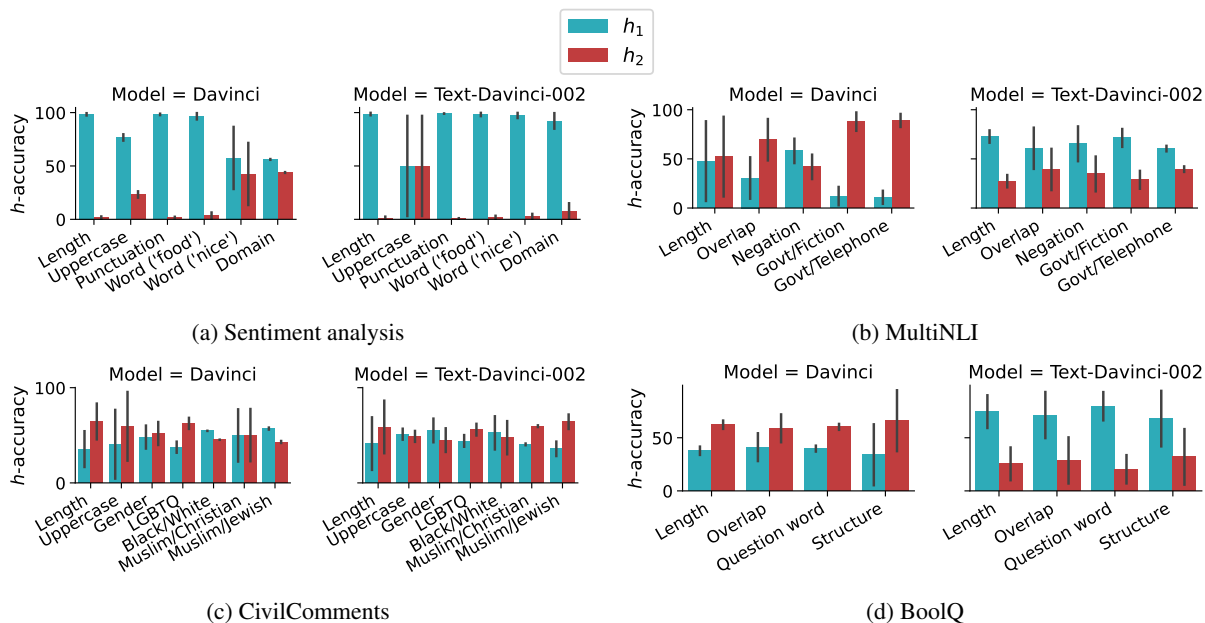 h1
h2
Model = Davinci
Model = Text-Davinci-002
h-accuracy
100
50
0
Length
Uppercase
Punctuation
Word ('food')
Word ('nice')
Domain
Length
Uppercase
Punctuation
Word ('food')
Word ('nice')
Domain
(a) Sentiment analysis
Model = Davinci
Model = Text-Davinci-002
h-accuracy
100
50
0
Length
Overlap
Negation
Govt/Fiction
Govt/Telephone
Length
Overlap
Negation
Govt/Fiction
Govt/Telephone
(b) MultiNLI
Model = Davinci
Model = Text-Davinci-002
h-accuracy
100
0
Length
Uppercase
Gender
LGBTQ
Black/White
Muslim/Christian
Muslim/Jewish
Length
Uppercase
Gender
LGBTQ
Black/White
Muslim/Christian
Muslim/Jewish
(c) CivilComments
Model = Davinci
Model = Text-Davinci-002
h-accuracy
50
0
Length
Overlap
Question word
Structure
Length
Overlap
Question word
Structure
(d) BoolQ